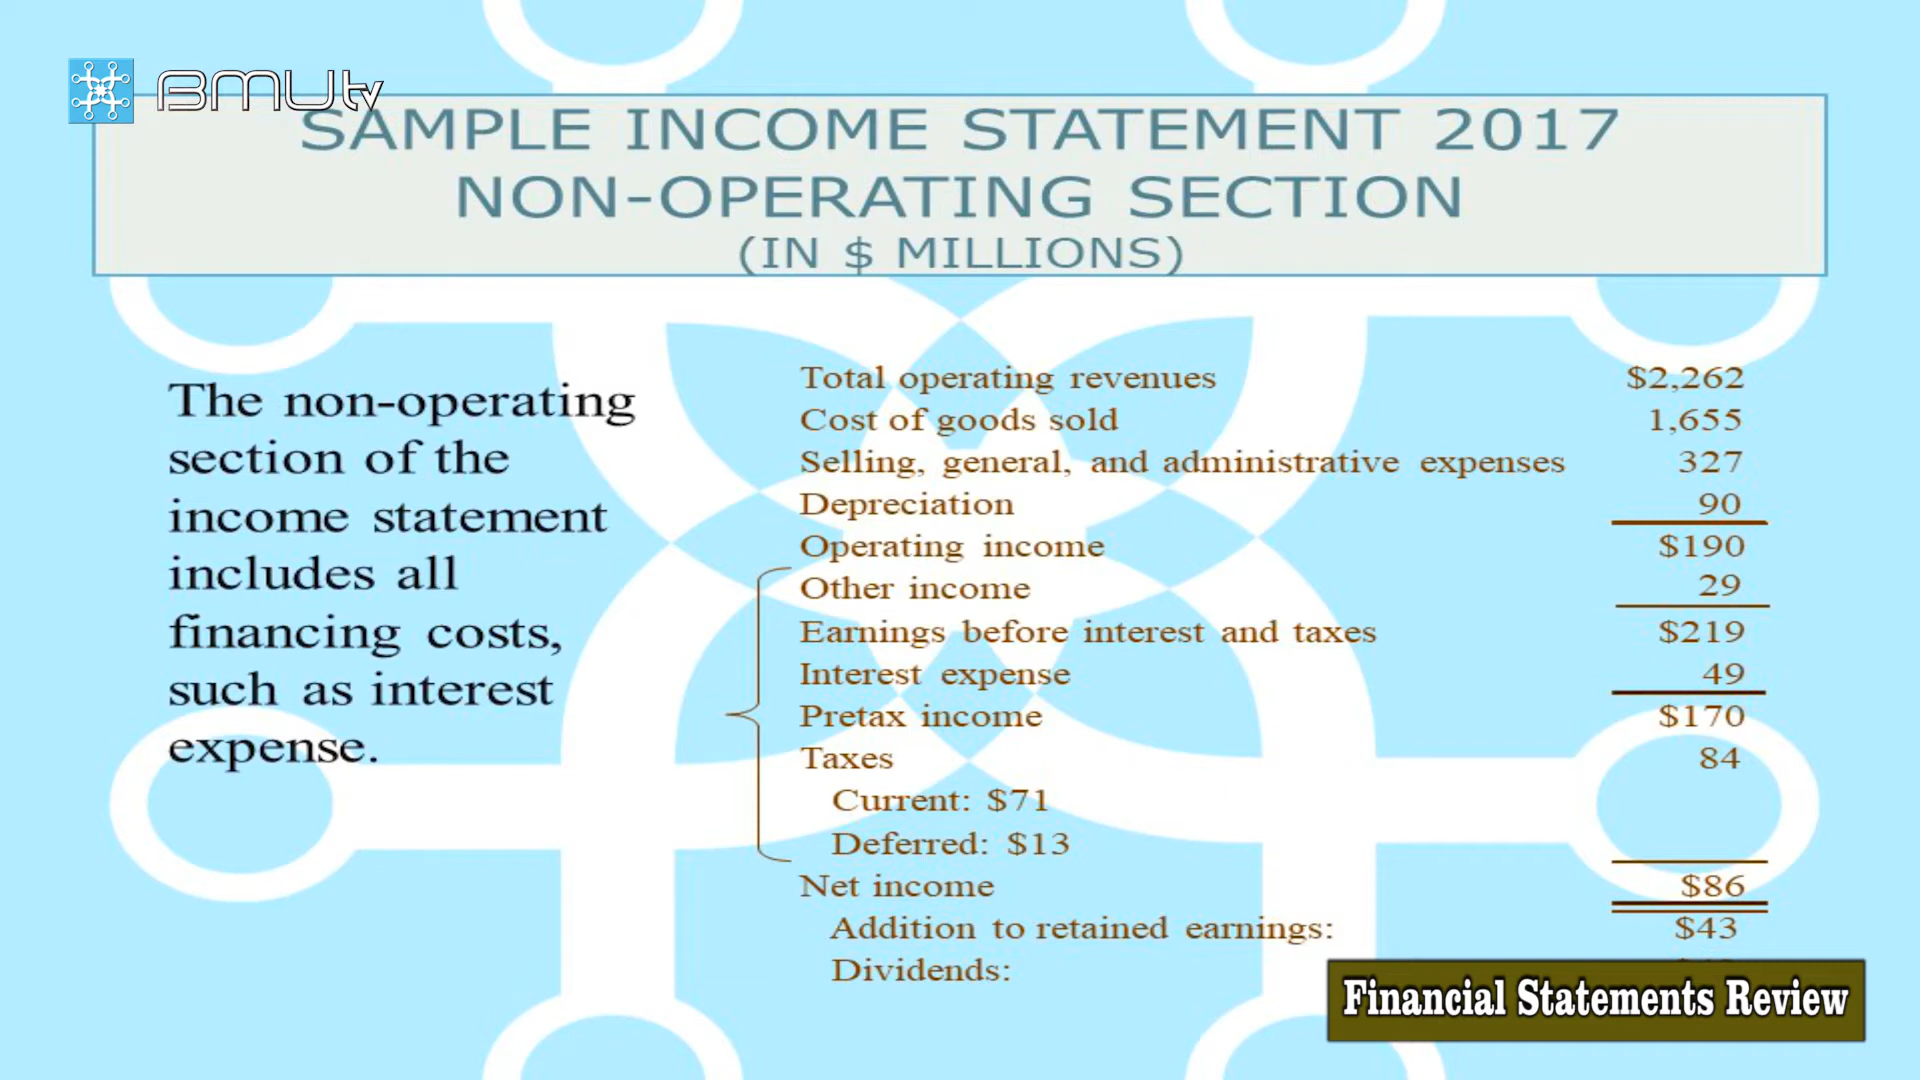 BMUtv
SAMPLE INCOME STATEMENT 2017
NON-OPERATING SECTION
(IN $ MILLIONS)
The non-operating
section of the
income statement
includes all
financing costs,
such as interest
expense.
Total operating revenues $2,262
Cost of goods sold 1,655
Selling, general, and administrative expenses 327
Depreciation 90
Operating income $190
Other income 29
Earnings before interest and taxes $219
Interest expense 49
Pretax income $170
Taxes 84
Current: $71
Deferred: $13
Net income $86
Addition to retained earnings: $43
Dividends:
Financial Statements Review